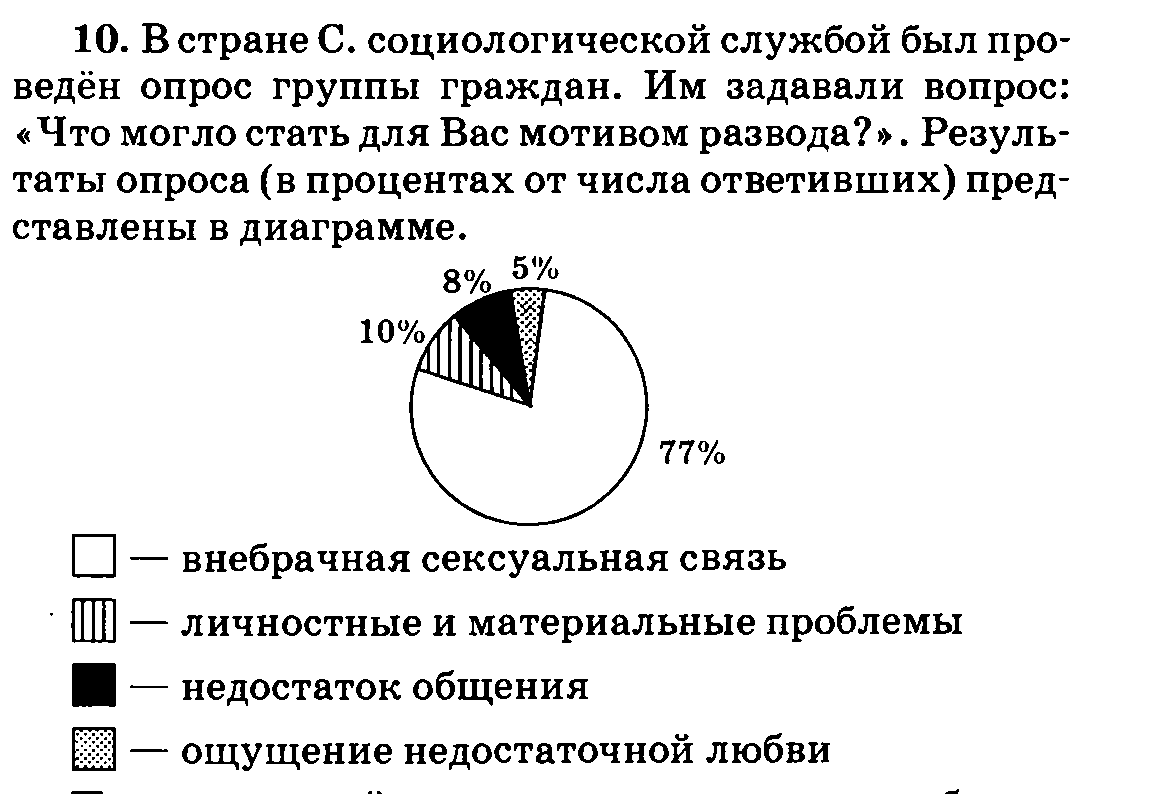 10. В стране С. социологической службой был про-
ведён опрос группы граждан. Им задавали вопрос:
«Что могло стать для Вас мотивом развода?». Резуль-
таты опроса (в процентах от числа ответивших) пред-
ставлены в диаграмме.
8% 5%
10%
77%
— внебрачная сексуальная связь
— личностные и материальные проблемы
— недостаток общения
— ощущение недостаточной любви